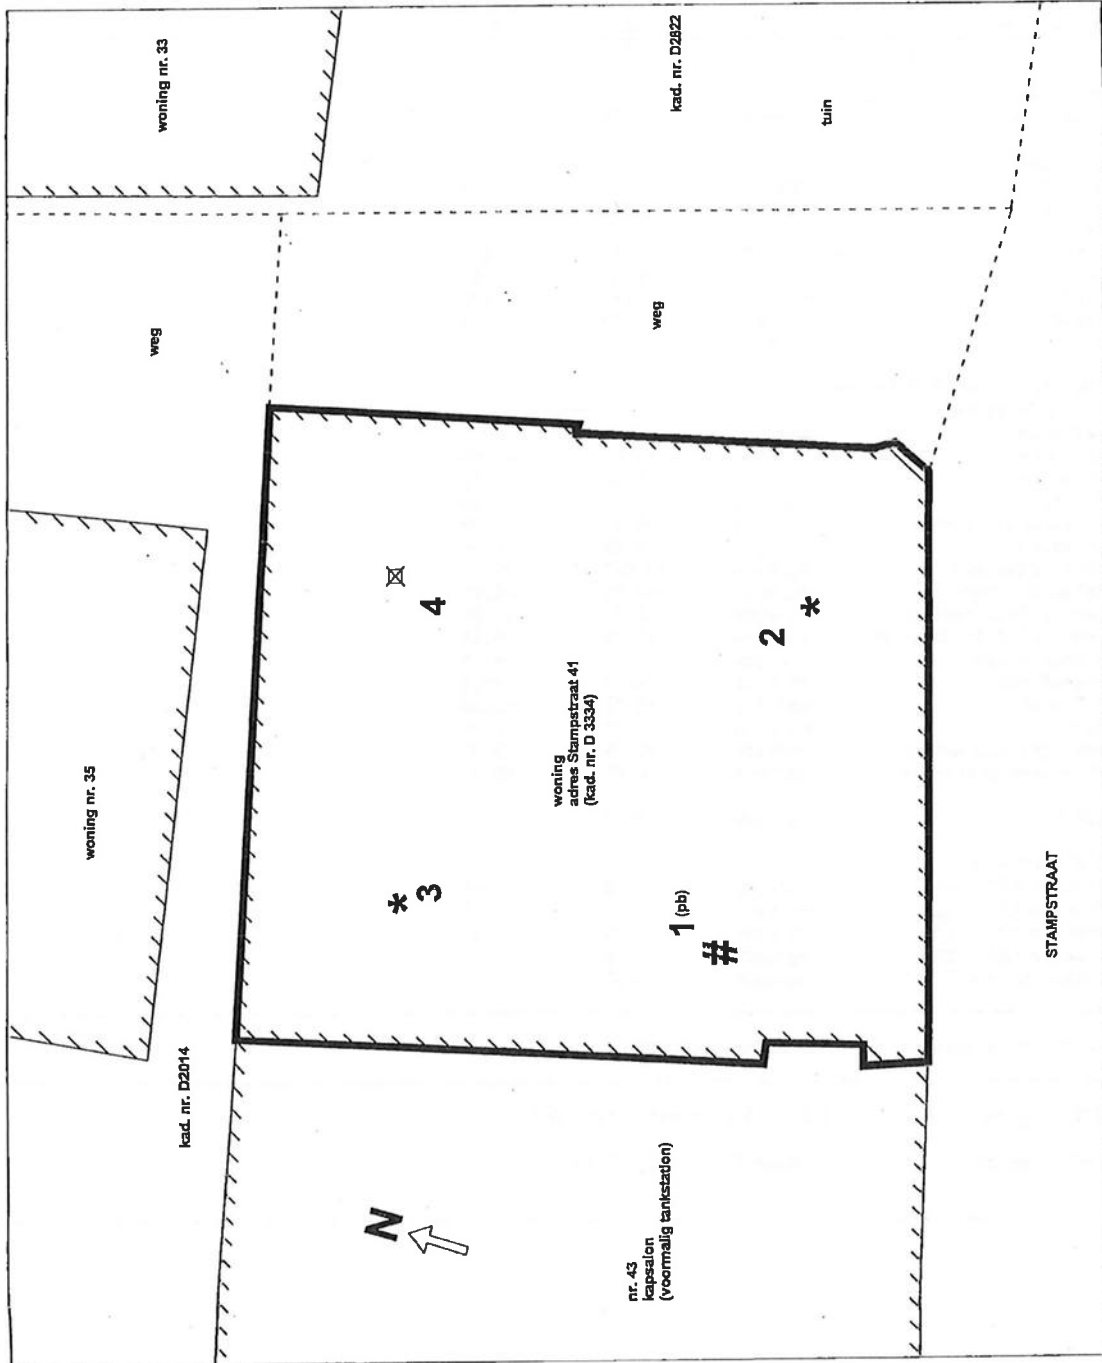 woning nr. 33
kad. nr. D2822
tuin
weg
weg
woning nr. 35
4
2
woning
adres Stampstraat 41
(kad. nr. D 3334)
3
1 (pb)
#
*
*
STAMPSTRAAT
kad. nr. D2014
N
nr. 43
kapsalon
(voormalig tankstation)